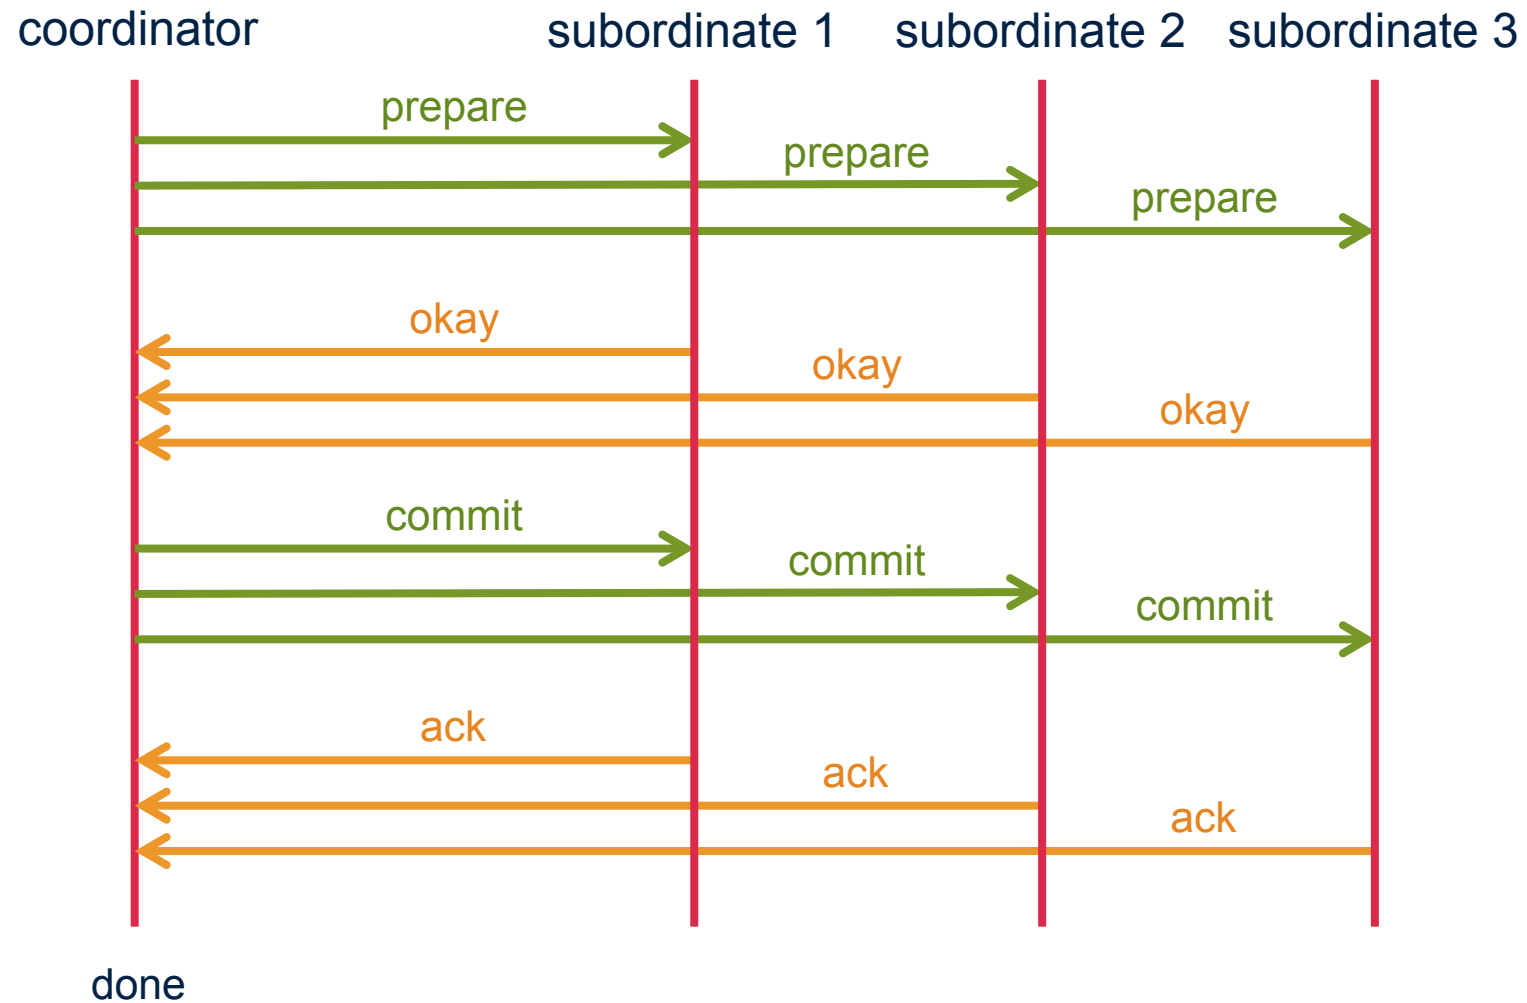 coordinator subordinate 1 subordinate 2 subordinate 3
prepare
prepare
prepare
okay
okay
okay
commit
commit
commit
ack
ack
ack
done